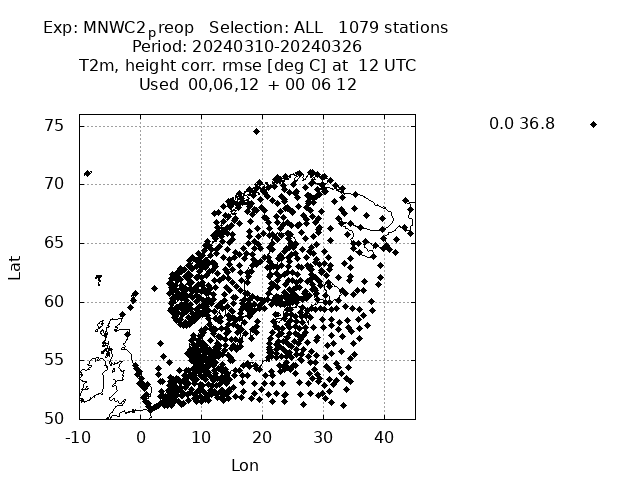 Exp: MNWC2_preop Selection: ALL 1079 stations
Period: 20240310-20240326
T2m, height corr. rmse [deg C] at 12 UTC
Used 00,06,12 + 00 06 12
0.0 36.8
75
70
65
60
55
50
Lat
-10 0 10 20 30 40
Lon